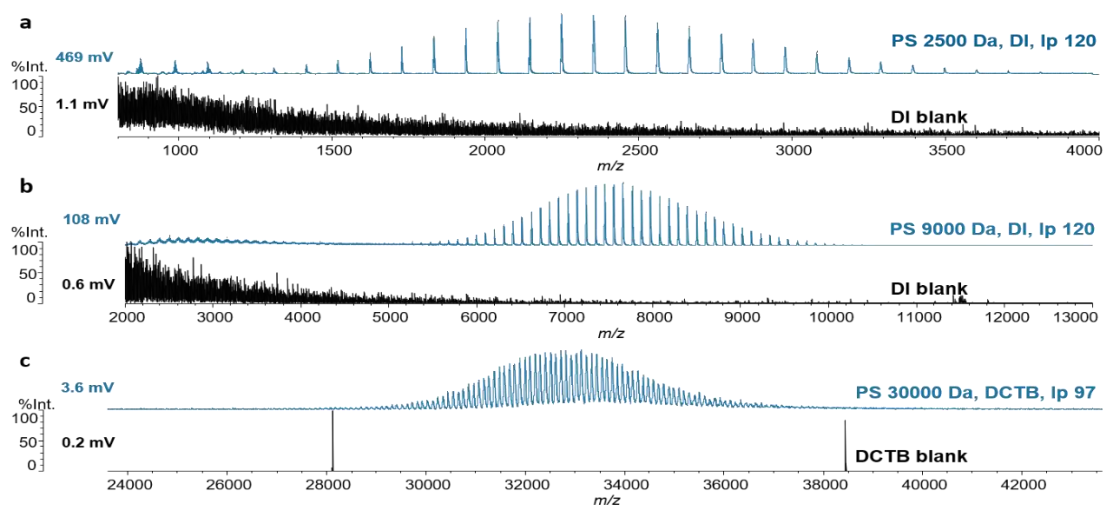 a
469 mV
PS 2500 Da, DI, Ip 120
%Int.
100
50
0
1.1 mV
DI blank
1000 1500 2000 2500 3000 3500 4000
m/z
b
108 mV
PS 9000 Da, DI, Ip 120
%Int.
100
50
0
0.6 mV
DI blank
2000 3000 4000 5000 6000 7000 8000 9000 10000 11000 12000 13000
m/z
c
3.6 mV
PS 30000 Da, DCTB, Ip 97
%Int.
100
50
0
0.2 mV
DCTB blank
24000 26000 28000 30000 32000 34000 36000 38000 40000 42000
m/z